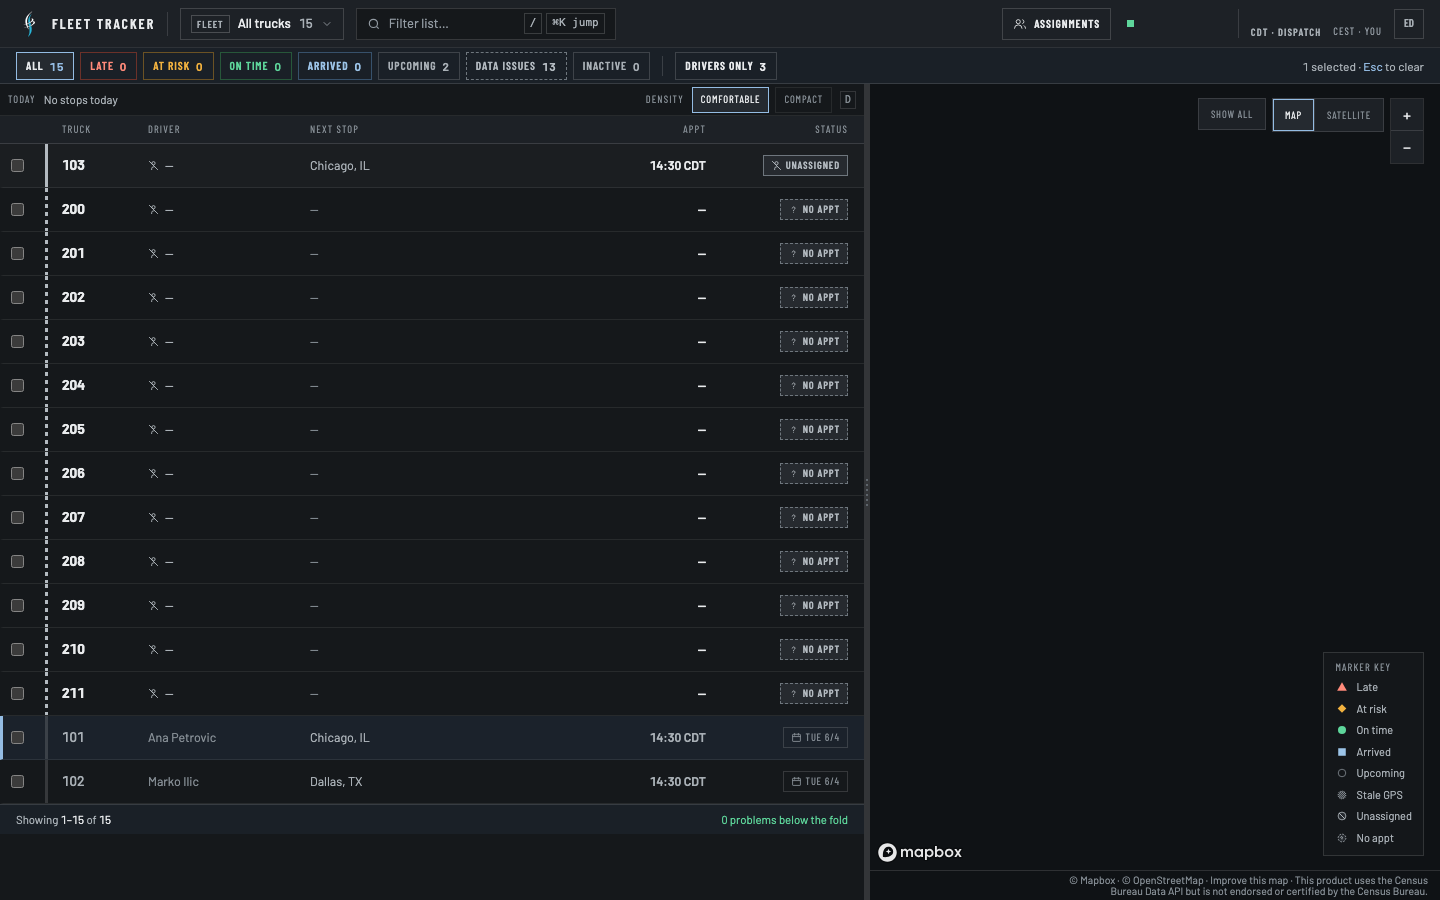 FLEET TRACKER FLEET All trucks 15 Filter list... / ⌘K jump ASSIGNMENTS CDT · DISPATCH CEST · YOU ED
ALL 15 LATE 0 AT RISK 0 ON TIME 0 ARRIVED 0 UPCOMING 2 DATA ISSUES 13 INACTIVE 0 DRIVERS ONLY 3 1 selected · Esc to clear
TODAY No stops today DENSITY COMFORTABLE COMPACT D
TRUCK DRIVER NEXT STOP APPT STATUS
103 — Chicago, IL 14:30 CDT UNASSIGNED
200 — — — ? NO APPT
201 — — — ? NO APPT
202 — — — ? NO APPT
203 — — — ? NO APPT
204 — — — ? NO APPT
205 — — — ? NO APPT
206 — — — ? NO APPT
207 — — — ? NO APPT
208 — — — ? NO APPT
209 — — — ? NO APPT
210 — — — ? NO APPT
211 — — — ? NO APPT
101 Ana Petrovic Chicago, IL 14:30 CDT TUE 6/4
102 Marko Ilic Dallas, TX 14:30 CDT TUE 6/4
Showing 1–15 of 15 0 problems below the fold
SHOW ALL MAP SATELLITE +
−
MARKER KEY
Late
At risk
On time
Arrived
Upcoming
Stale GPS
Unassigned
No appt
mapbox
© Mapbox · © OpenStreetMap · Improve this map · This product uses the Census
Bureau Data API but is not endorsed or certified by the Census Bureau.